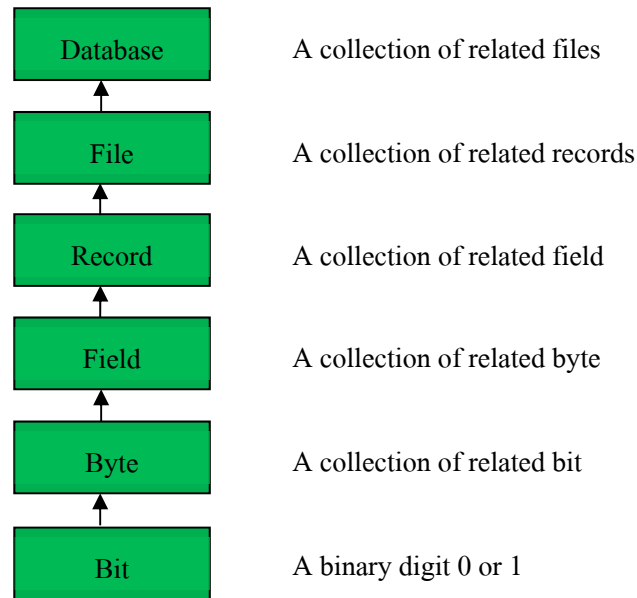 Database A collection of related files
File A collection of related records
Record A collection of related field
Field A collection of related byte
Byte A collection of related bit
Bit A binary digit 0 or 1